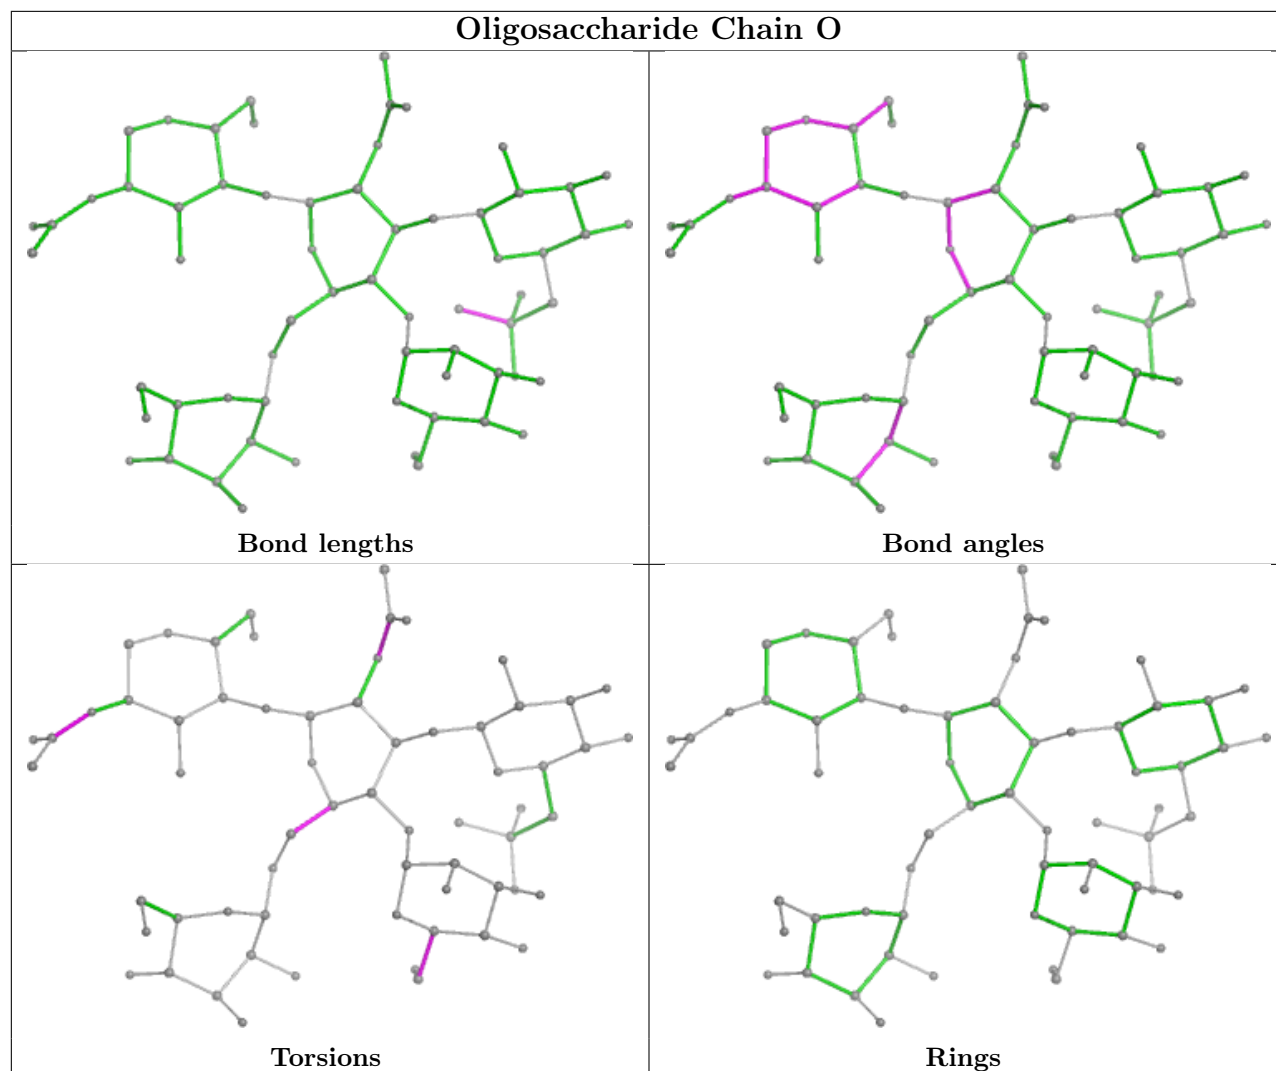 Oligosaccharide Chain O
Bond lengths
Bond angles
Torsions
Rings